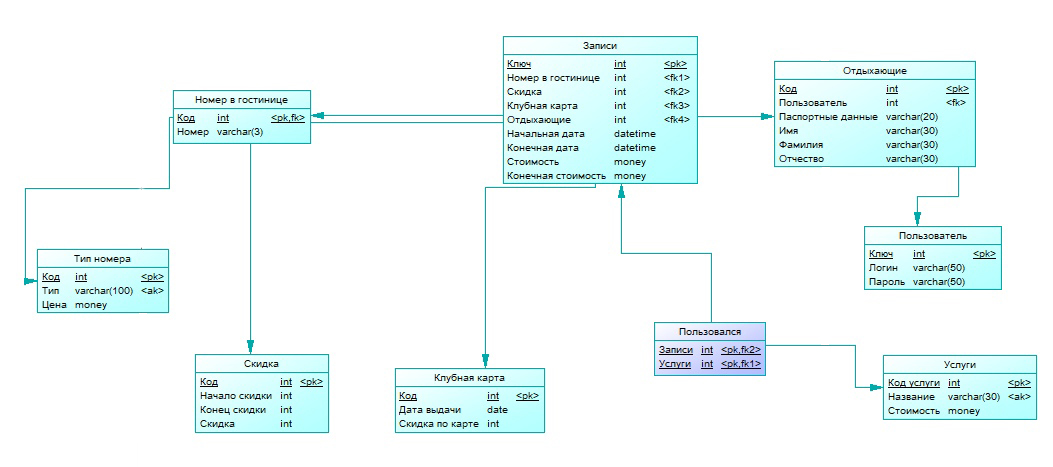 Записи
Ключ int <pk>
Номер в гостинице int <fk1>
Скидка int <fk2>
Клубная карта int <fk3>
Отдыхающие int <fk4>
Начальная дата datetime
Конечная дата datetime
Стоимость money
Конечная стоимость money
Отдыхающие
Код int <pk>
Пользователь int <fk>
Паспортные данные varchar(20)
Имя varchar(30)
Фамилия varchar(30)
Отчество varchar(30)
Номер в гостинице
Код int <pk,fk>
Номер varchar(3)
Тип номера
Код int <pk>
Тип varchar(100) <ak>
Цена money
Пользователь
Ключ int <pk>
Логин varchar(50)
Пароль varchar(50)
Пользовался
Записи int <pk,fk2>
Услуги int <pk,fk1>
Скидка
Код int <pk>
Начало скидки int
Конец скидки int
Скидка int
Клубная карта
Код int <pk>
Дата выдачи date
Скидка по карте int
Услуги
Код услуги int <pk>
Название varchar(30) <ak>
Стоимость money